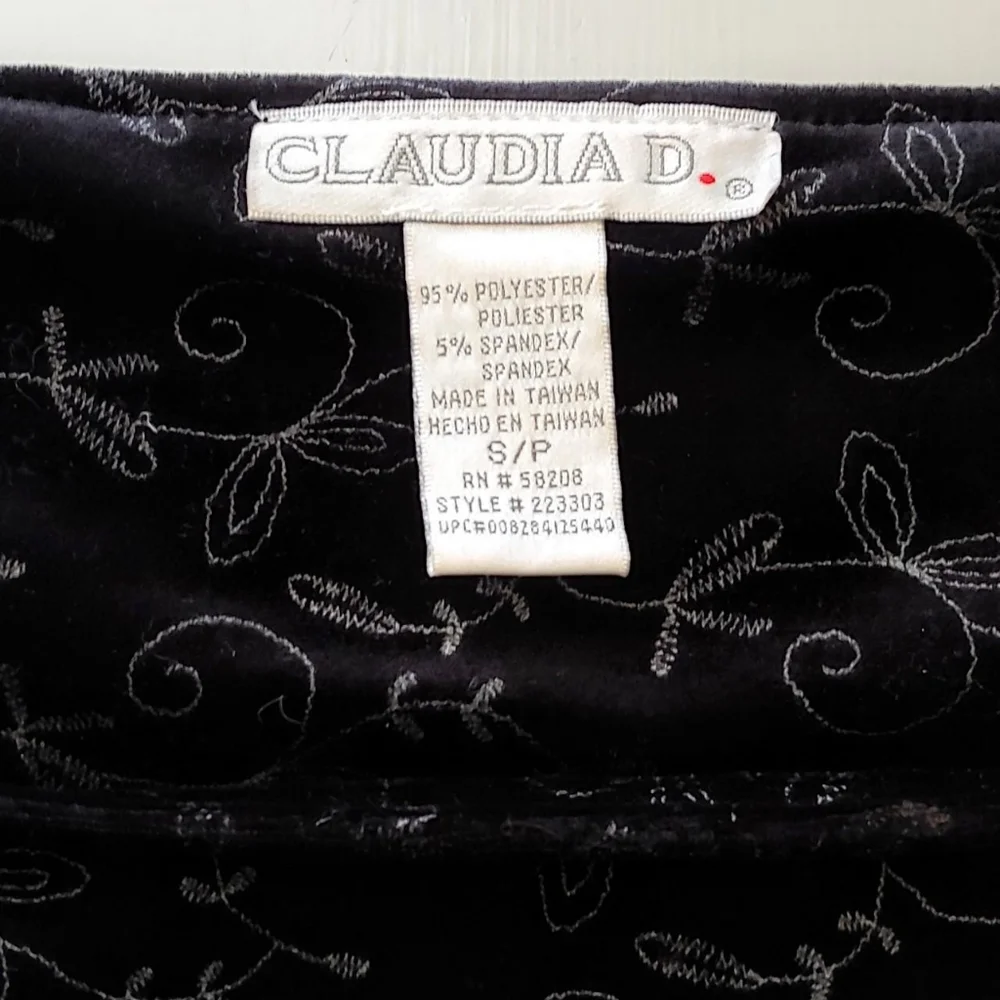 CLAUDIA D. ®
95% POLYESTER/
POLIESTER
5% SPANDEX/
SPANDEX
MADE IN TAIWAN
HECHO EN TAIWAN
S/P
RN # 58208
STYLE # 223303
UPC#008284125440